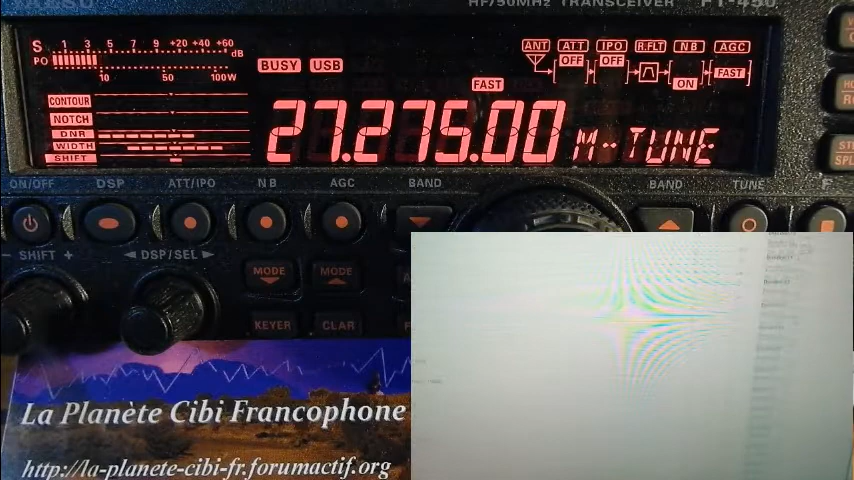 YAESU HF/50MHz TRANSCEIVER FT-450
S 1 3 5 7 9 +20 +40 +60 dB
PO 10 50 100W
BUSY USB
ANT ATT IPO R.FLT NB AGC
OFF OFF
ON FAST
FAST
CONTOUR
NOTCH
DNR
WIDTH
SHIFT
27.275.00 M-TUNE
ON/OFF DSP ATT/IPO NB AGC BAND BAND TUNE F
- SHIFT + ◄ DSP/SEL ►
MODE MODE
KEYER CLAR
La Planète Cibi Francophone
http://la-planete-cibi-fr.forumactif.org